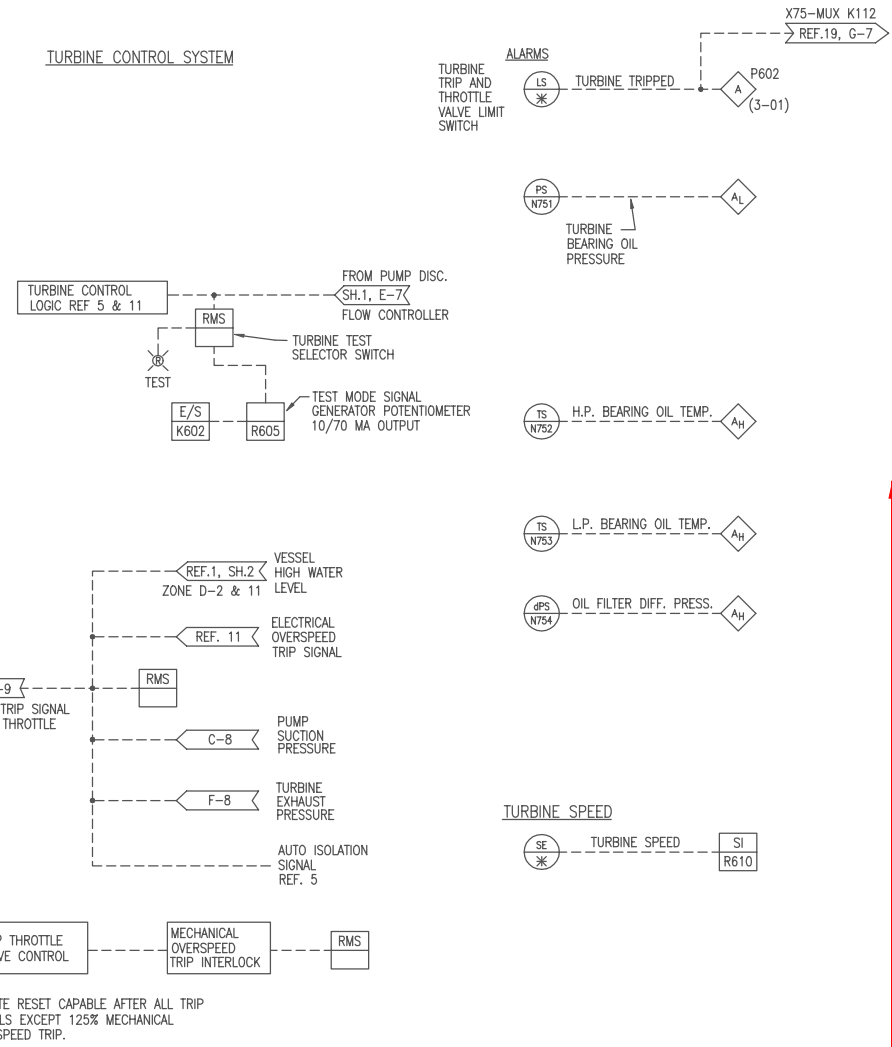 X75-MUX K112
REF.19, G-7
TURBINE CONTROL SYSTEM
ALARMS
TURBINE
TRIP AND
THROTTLE
VALVE LIMIT
SWITCH
LS
TURBINE TRIPPED
A
P602
(3-01)
PS
N751
AL
TURBINE
BEARING OIL
PRESSURE
TURBINE CONTROL
LOGIC REF 5 & 11
FROM PUMP DISC.
SH.1, E-7
FLOW CONTROLLER
RMS
TURBINE TEST
SELECTOR SWITCH
R
TEST
E/S
K602
R605
TEST MODE SIGNAL
GENERATOR POTENTIOMETER
10/70 MA OUTPUT
TS
N752
H.P. BEARING OIL TEMP.
AH
TS
N753
L.P. BEARING OIL TEMP.
AH
dPS
N754
OIL FILTER DIFF. PRESS.
AH
REF.1, SH.2
ZONE D-2 & 11
VESSEL
HIGH WATER
LEVEL
REF. 11
ELECTRICAL
OVERSPEED
TRIP SIGNAL
-9
TRIP SIGNAL
THROTTLE
RMS
C-8
PUMP
SUCTION
PRESSURE
F-8
TURBINE
EXHAUST
PRESSURE
AUTO ISOLATION
SIGNAL
REF. 5
TURBINE SPEED
SE
TURBINE SPEED
SI
R610
THROTTLE
CONTROL
MECHANICAL
OVERSPEED
TRIP INTERLOCK
RMS
RESET CAPABLE AFTER ALL TRIP
EXCEPT 125% MECHANICAL
SPEED TRIP.